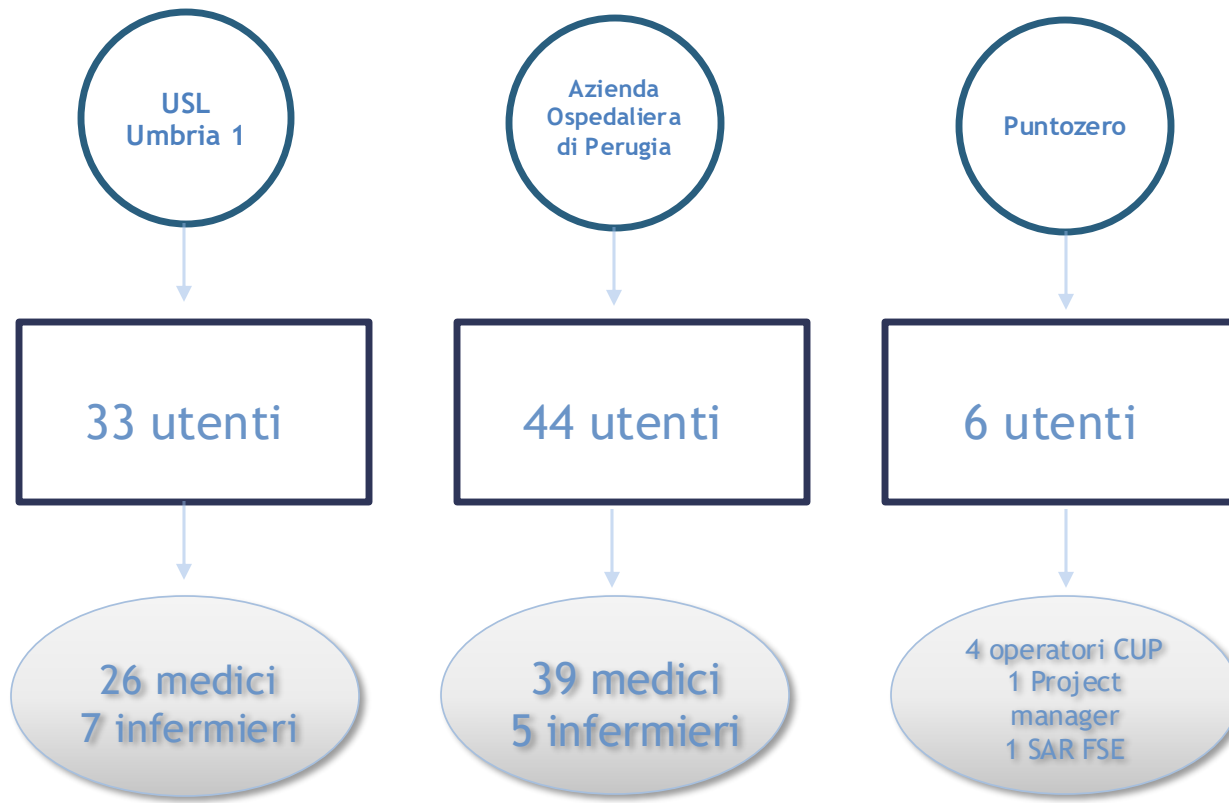 USL
Umbria 1
Azienda
Ospedaliera
di Perugia
Puntozero
33 utenti
44 utenti
6 utenti
26 medici
7 infermieri
39 medici
5 infermieri
4 operatori CUP
1 Project
manager
1 SAR FSE